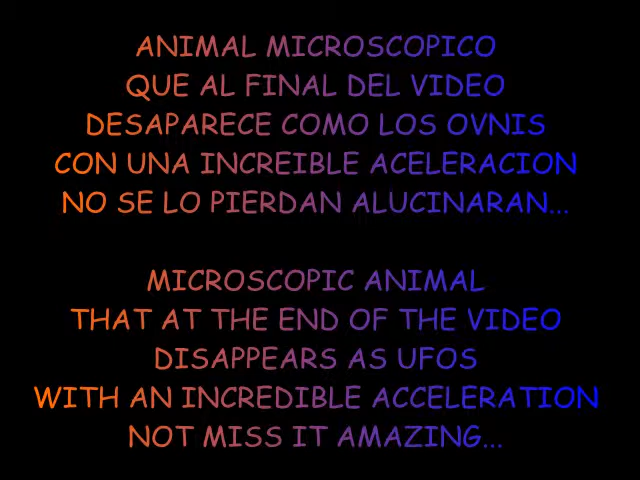 ANIMAL MICROSCOPICO
QUE AL FINAL DEL VIDEO
DESAPARECE COMO LOS OVNIS
CON UNA INCREIBLE ACELERACION
NO SE LO PIERDAN ALUCINARAN...
MICROSCOPIC ANIMAL
THAT AT THE END OF THE VIDEO
DISAPPEARS AS UFOS
WITH AN INCREDIBLE ACCELERATION
NOT MISS IT AMAZING...